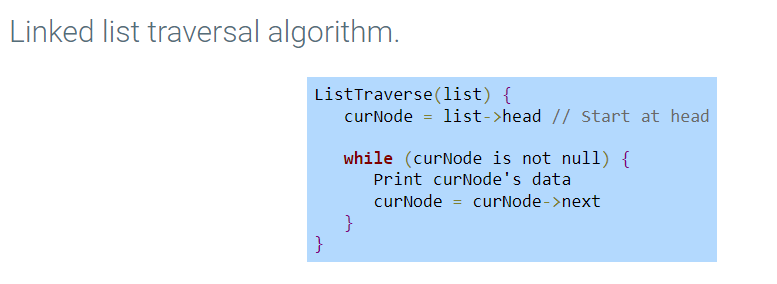 Linked list traversal algorithm.
ListTraverse(list) {
   curNode = list->head // Start at head
   while (curNode is not null) {
      Print curNode's data
      curNode = curNode->next
   }
}